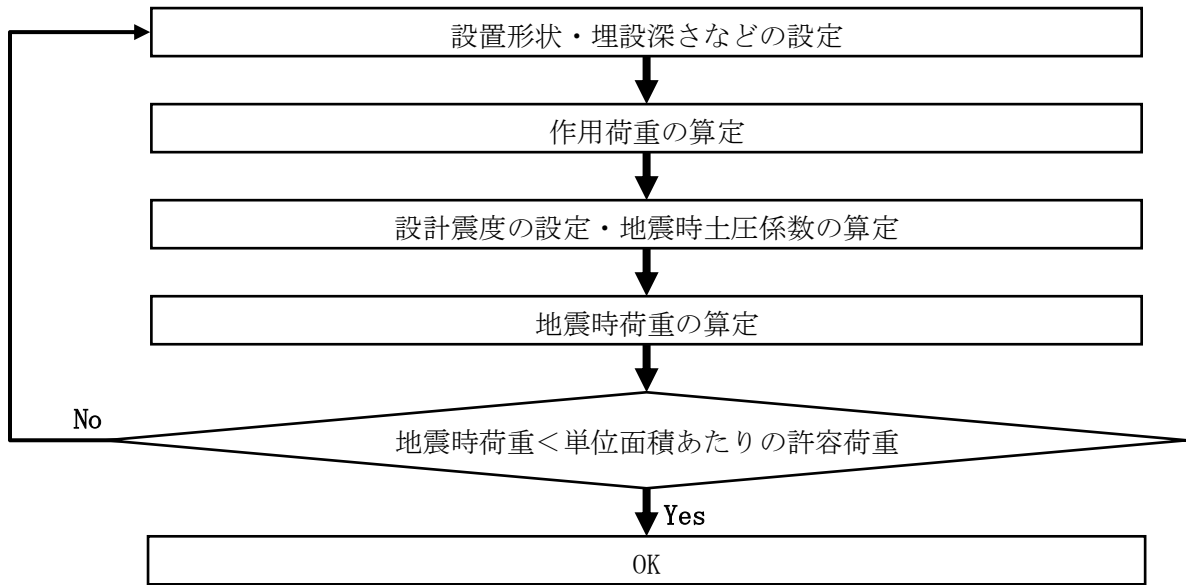 設置形状・埋設深さなどの設定
作用荷重の算定
設計震度の設定・地震時土圧係数の算定
地震時荷重の算定
No
地震時荷重＜単位面積あたりの許容荷重
Yes
OK